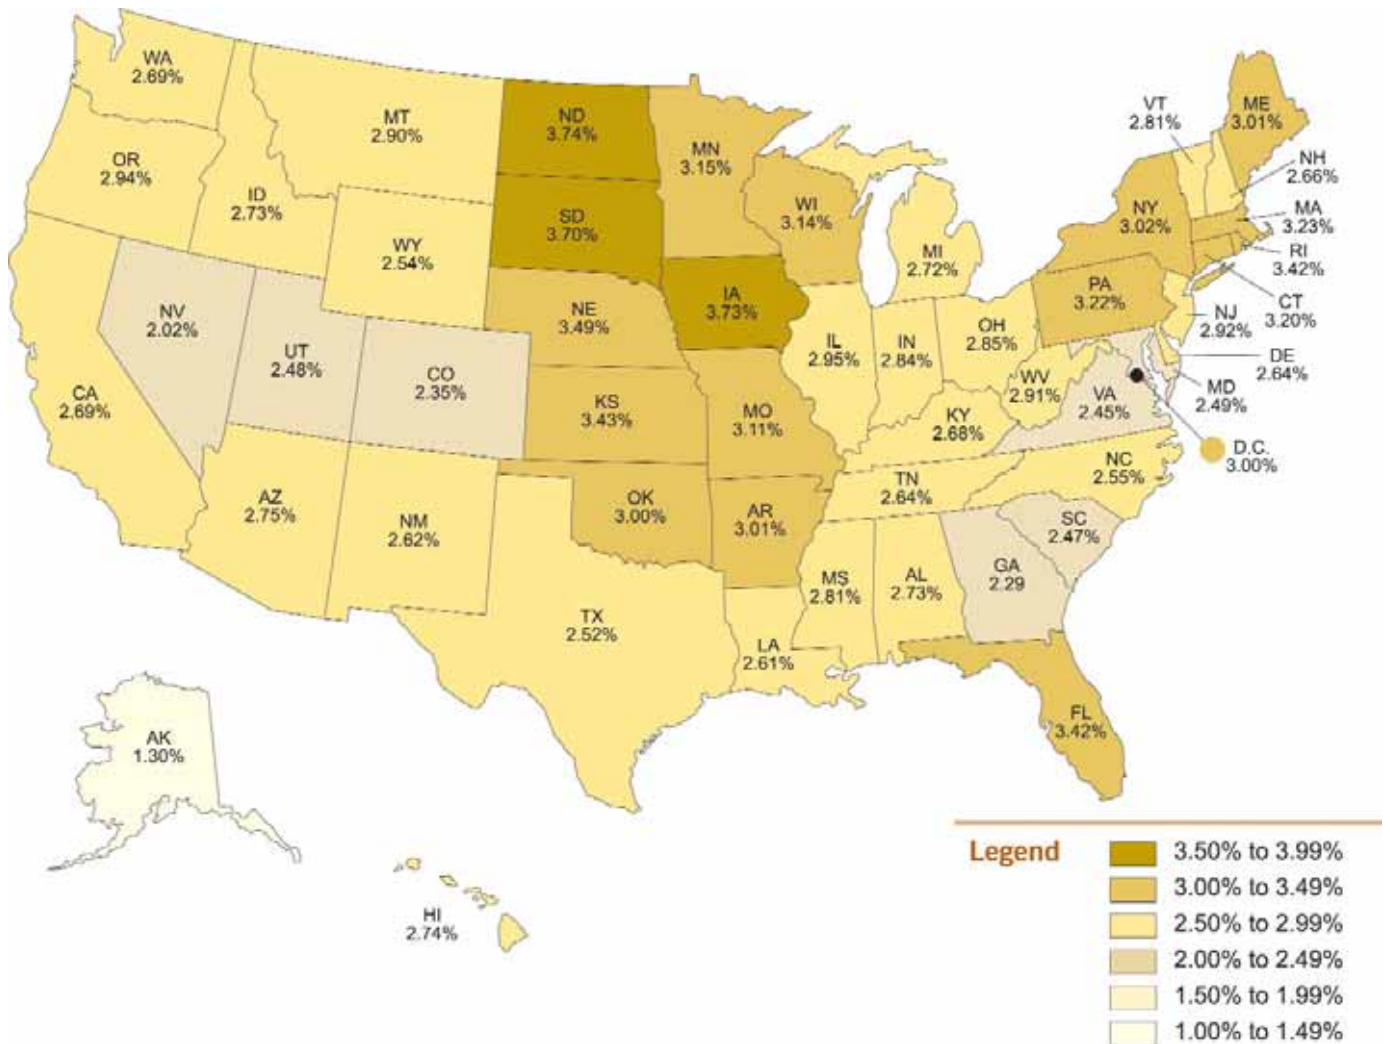 WA
2.69%
MT
2.90%
ND
3.74%
MN
3.15%
VT
2.81%
ME
3.01%
OR
2.94%
ID
2.73%
SD
3.70%
WI
3.14%
NY
3.02%
NH
2.66%
MA
3.23%
WY
2.54%
MI
2.72%
RI
3.42%
NV
2.02%
NE
3.49%
IA
3.73%
PA
3.22%
CT
3.20%
NJ
2.92%
UT
2.48%
CO
2.35%
IL
2.95%
IN
2.84%
OH
2.85%
DE
2.64%
CA
2.69%
KS
3.43%
MO
3.11%
WV
2.91%
VA
2.45%
MD
2.49%
KY
2.68%
D.C.
3.00%
AZ
2.75%
NM
2.62%
OK
3.00%
AR
3.01%
TN
2.64%
NC
2.55%
SC
2.47%
TX
2.52%
LA
2.61%
MS
2.81%
AL
2.73%
GA
2.29
FL
3.42%
AK
1.30%
HI
2.74%
Legend
3.50% to 3.99%
3.00% to 3.49%
2.50% to 2.99%
2.00% to 2.49%
1.50% to 1.99%
1.00% to 1.49%